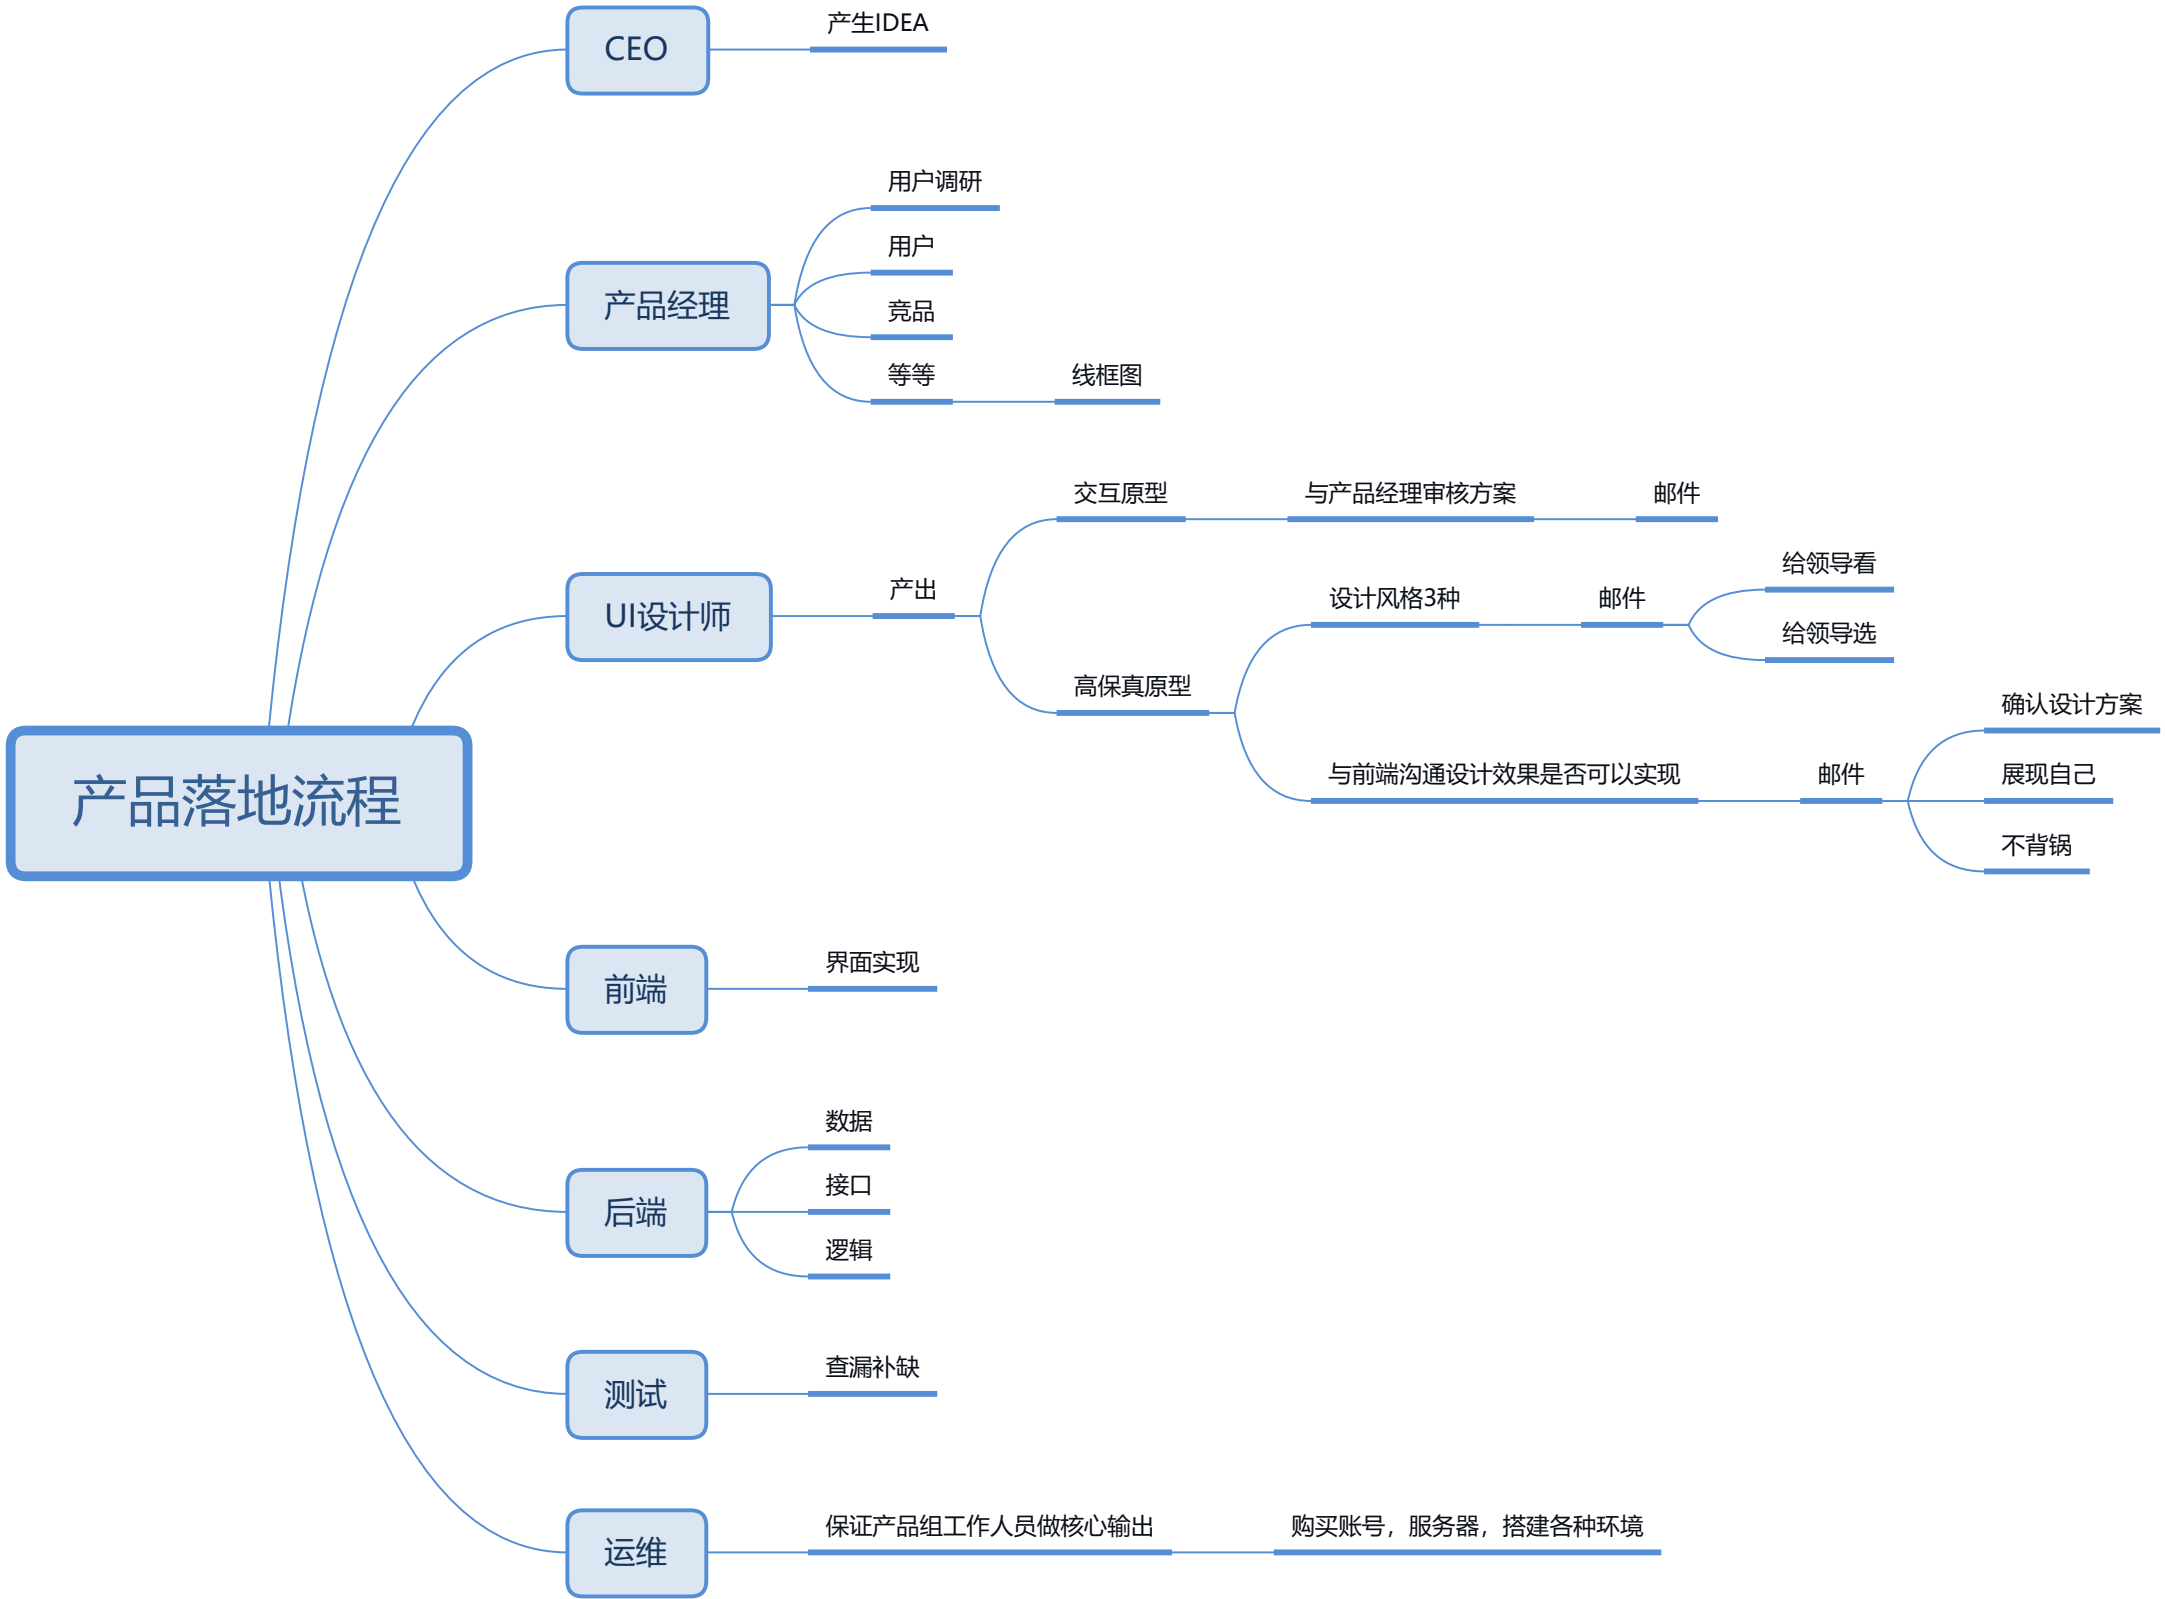 产品落地流程
CEO
产生IDEA
产品经理
用户调研
用户
竞品
等等
线框图
UI设计师
产出
交互原型
与产品经理审核方案
邮件
高保真原型
设计风格3种
邮件
给领导看
给领导选
与前端沟通设计效果是否可以实现
邮件
确认设计方案
展现自己
不背锅
前端
界面实现
后端
数据
接口
逻辑
测试
查漏补缺
运维
保证产品组工作人员做核心输出
购买账号，服务器，搭建各种环境